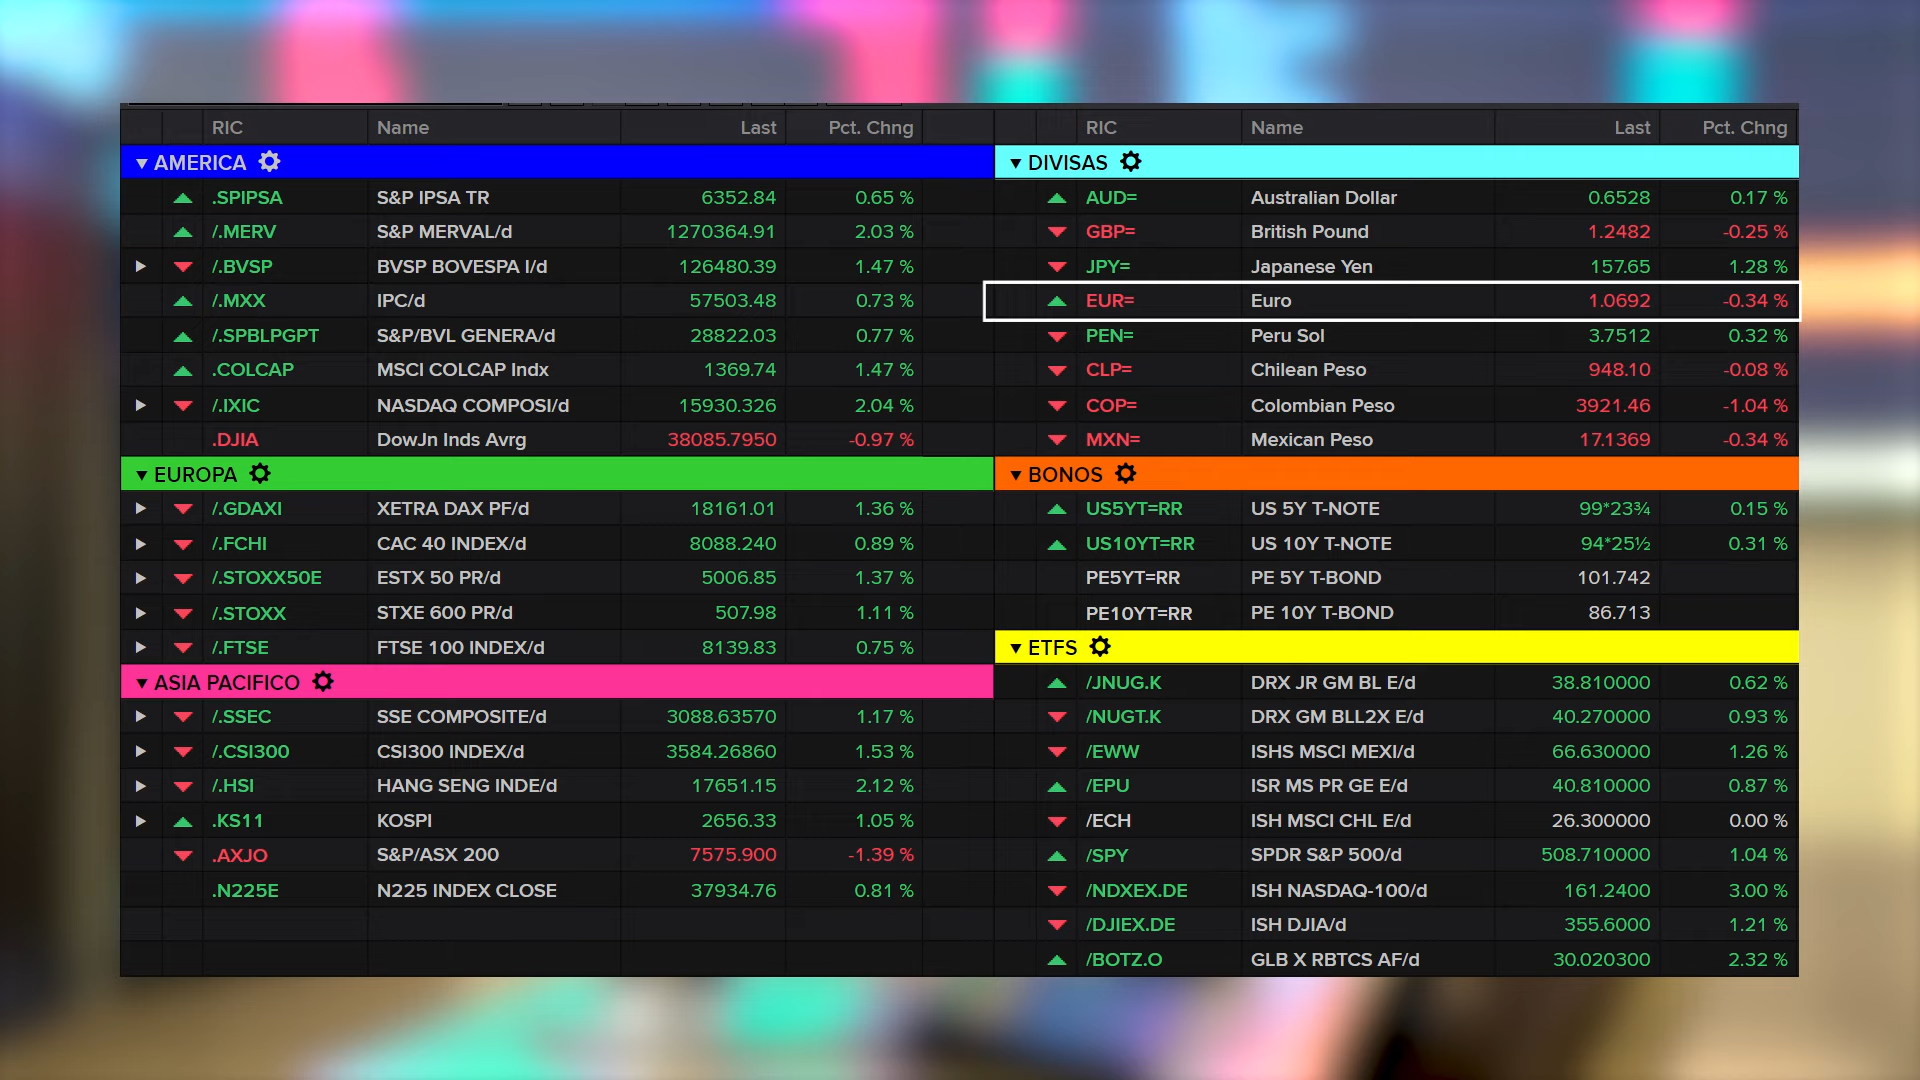 RIC Name Last Pct. Chng
AMERICA
.SPIPSA S&P IPSA TR 6352.84 0.65 %
/.MERV S&P MERVAL/d 1270364.91 2.03 %
/.BVSP BVSP BOVESPA I/d 126480.39 1.47 %
/.MXX IPC/d 57503.48 0.73 %
/.SPBLPGPT S&P/BVL GENERA/d 28822.03 0.77 %
.COLCAP MSCI COLCAP Indx 1369.74 1.47 %
/.IXIC NASDAQ COMPOSI/d 15930.326 2.04 %
.DJIA DowJn Inds Avrg 38085.7950 -0.97 %
EUROPA
/.GDAXI XETRA DAX PF/d 18161.01 1.36 %
/.FCHI CAC 40 INDEX/d 8088.240 0.89 %
/.STOXX50E ESTX 50 PR/d 5006.85 1.37 %
/.STOXX STXE 600 PR/d 507.98 1.11 %
/.FTSE FTSE 100 INDEX/d 8139.83 0.75 %
ASIA PACIFICO
/.SSEC SSE COMPOSITE/d 3088.63570 1.17 %
/.CSI300 CSI300 INDEX/d 3584.26860 1.53 %
/.HSI HANG SENG INDE/d 17651.15 2.12 %
.KS11 KOSPI 2656.33 1.05 %
.AXJO S&P/ASX 200 7575.900 -1.39 %
.N225E N225 INDEX CLOSE 37934.76 0.81 %
RIC Name Last Pct. Chng
DIVISAS
AUD= Australian Dollar 0.6528 0.17 %
GBP= British Pound 1.2482 -0.25 %
JPY= Japanese Yen 157.65 1.28 %
EUR= Euro 1.0692 -0.34 %
PEN= Peru Sol 3.7512 0.32 %
CLP= Chilean Peso 948.10 -0.08 %
COP= Colombian Peso 3921.46 -1.04 %
MXN= Mexican Peso 17.1369 -0.34 %
BONOS
US5YT=RR US 5Y T-NOTE 99*23¾ 0.15 %
US10YT=RR US 10Y T-NOTE 94*25½ 0.31 %
PE5YT=RR PE 5Y T-BOND 101.742
PE10YT=RR PE 10Y T-BOND 86.713
ETFS
/JNUG.K DRX JR GM BL E/d 38.810000 0.62 %
/NUGT.K DRX GM BLL2X E/d 40.270000 0.93 %
/EWW ISHS MSCI MEXI/d 66.630000 1.26 %
/EPU ISR MS PR GE E/d 40.810000 0.87 %
/ECH ISH MSCI CHL E/d 26.300000 0.00 %
/SPY SPDR S&P 500/d 508.710000 1.04 %
/NDXEX.DE ISH NASDAQ-100/d 161.2400 3.00 %
/DJIEX.DE ISH DJIA/d 355.6000 1.21 %
/BOTZ.O GLB X RBTCS AF/d 30.020300 2.32 %